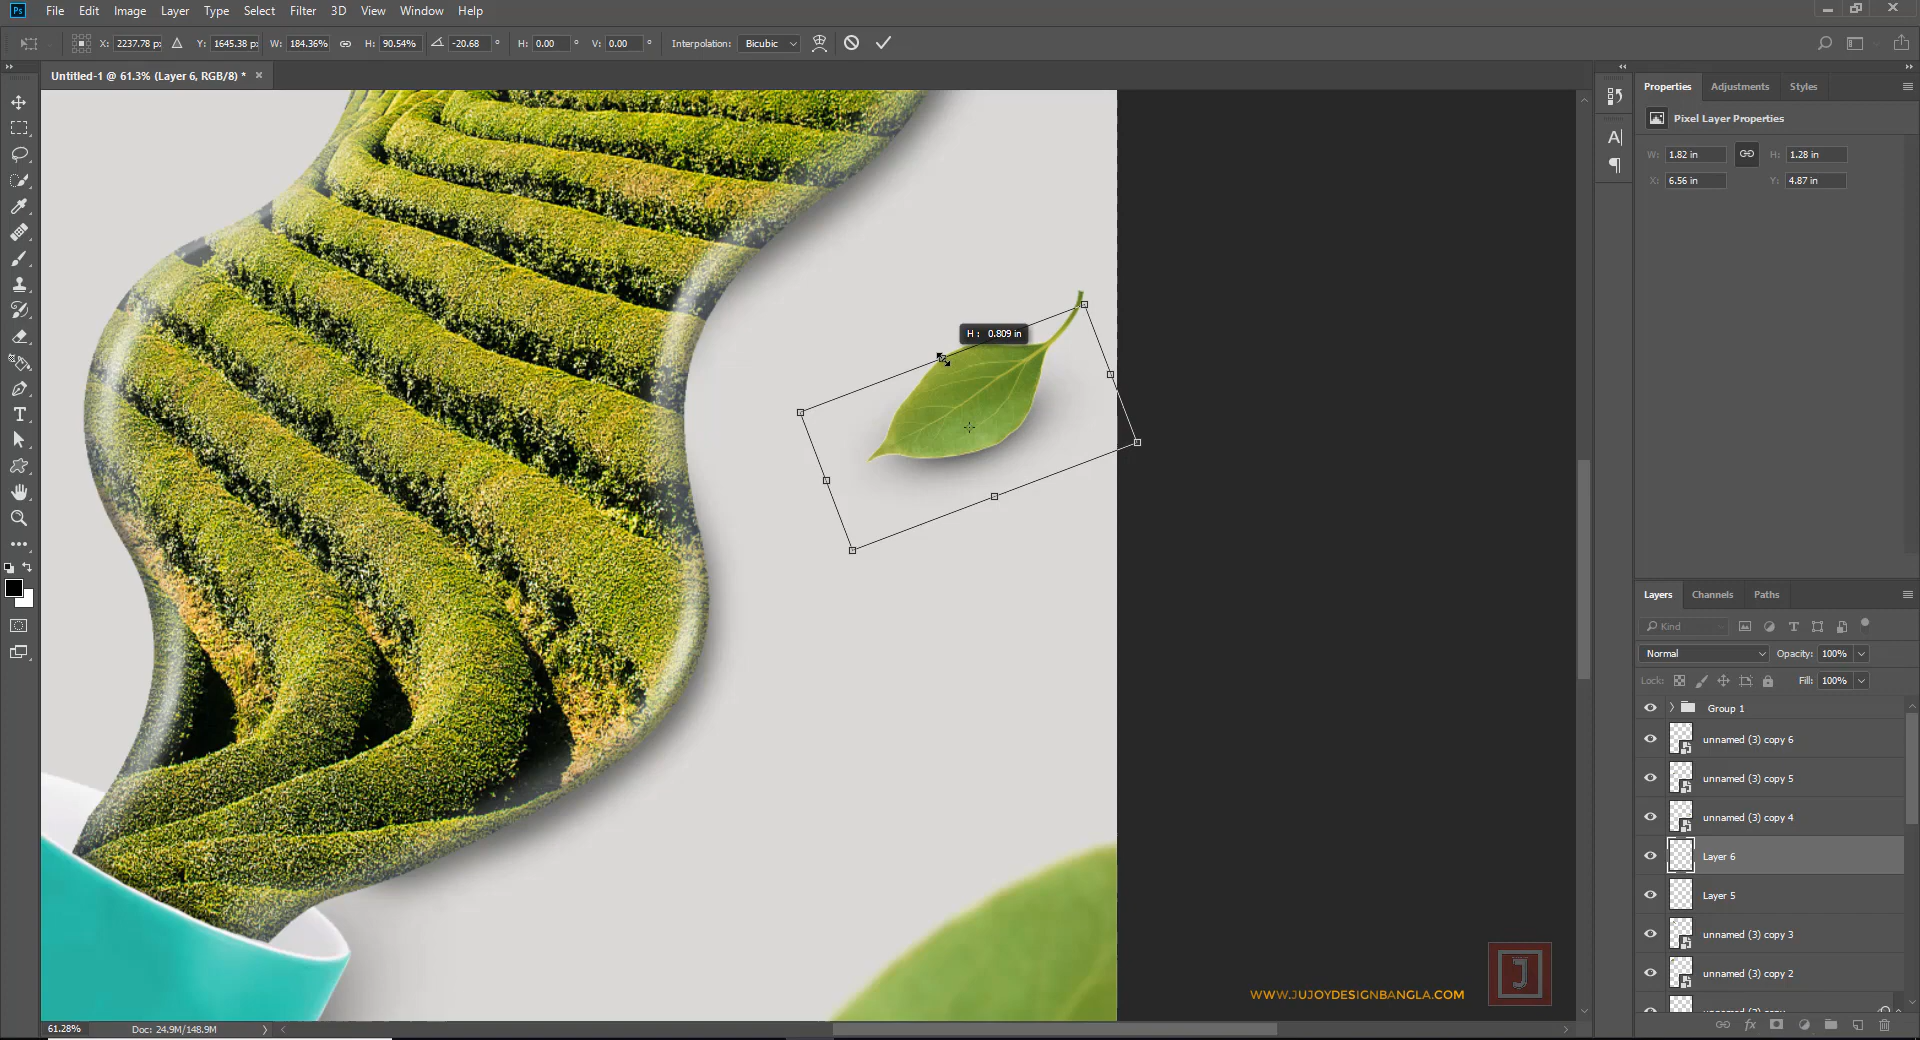 Ps File Edit Image Layer Type Select Filter 3D View Window Help
X: 2237.78 px Y: 1645.38 px W: 184.36% H: 90.54% -20.68 ° H: 0.00 ° V: 0.00 ° Interpolation: Bicubic
Untitled-1 @ 61.3% (Layer 6, RGB/8) * ×
Properties Adjustments Styles
Pixel Layer Properties
W: 1.82 in H: 1.28 in
X: 6.56 in Y: 4.87 in
H : 0.809 in
Layers Channels Paths
Kind
Normal Opacity: 100%
Lock: Fill: 100%
Group 1
unnamed (3) copy 6
unnamed (3) copy 5
unnamed (3) copy 4
Layer 6
Layer 5
unnamed (3) copy 3
unnamed (3) copy 2
J
WWW.JUJOYDESIGNBANGLA.COM
61.28% Doc: 24.9M/148.9M